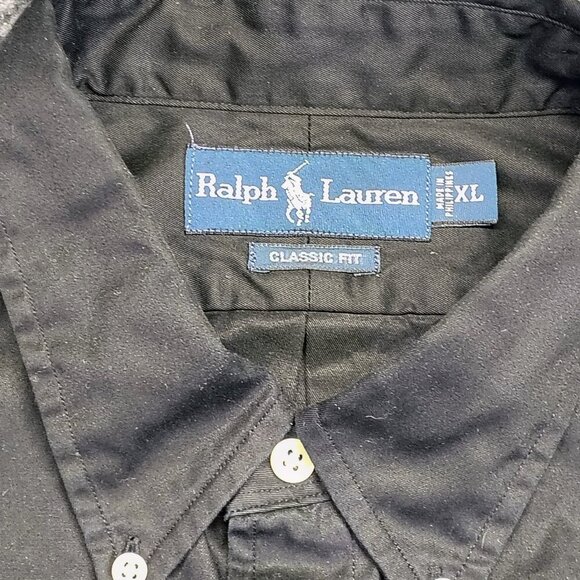 Ralph Lauren
MADE IN
PHILIPPINES
XL
CLASSIC FIT